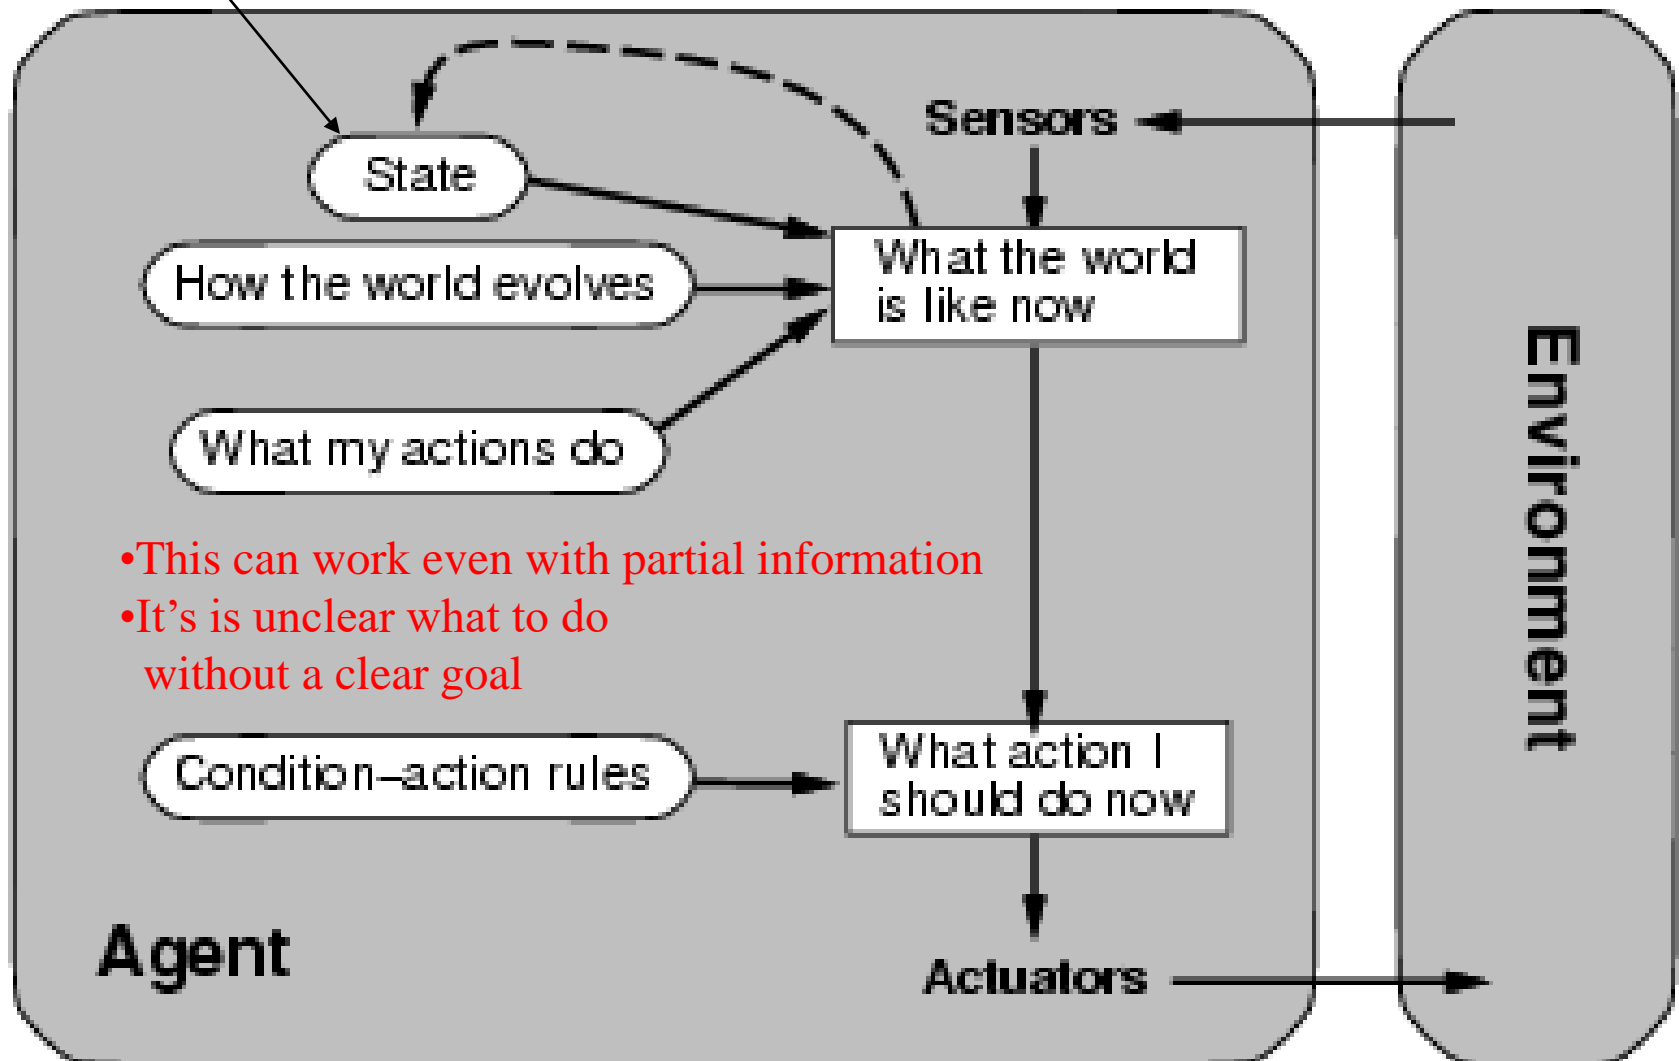 Sensors
State
What the world
is like now
How the world evolves
What my actions do
•This can work even with partial information
•It’s is unclear what to do
without a clear goal
Condition–action rules
What action I
should do now
Agent
Actuators
Environment